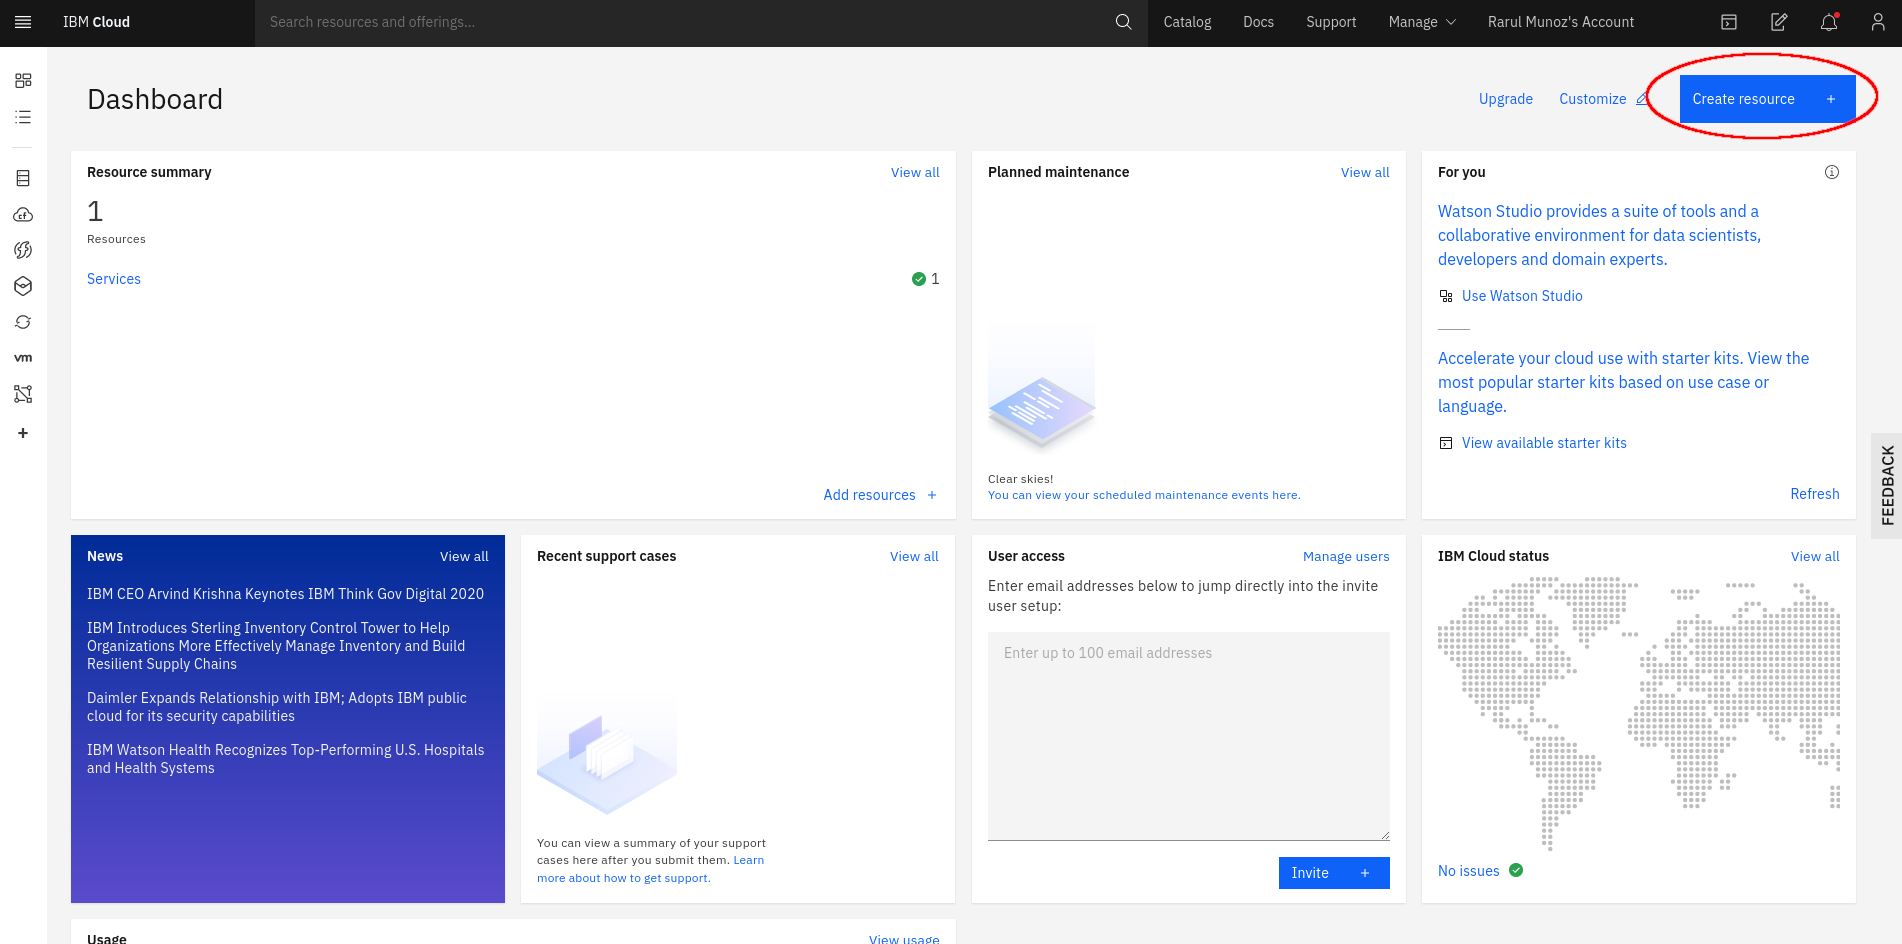 IBM Cloud
Search resources and offerings...
Catalog
Docs
Support
Manage
Rarul Munoz's Account
Dashboard
Upgrade
Customize
Create resource +
Resource summary
View all
1
Resources
Services
1
Add resources +
Planned maintenance
View all
Clear skies!
You can view your scheduled maintenance events here.
For you
Watson Studio provides a suite of tools and a
collaborative environment for data scientists,
developers and domain experts.
Use Watson Studio
Accelerate your cloud use with starter kits. View the
most popular starter kits based on use case or
language.
View available starter kits
Refresh
FEEDBACK
cf
vm
+
News
View all
IBM CEO Arvind Krishna Keynotes IBM Think Gov Digital 2020
IBM Introduces Sterling Inventory Control Tower to Help
Organizations More Effectively Manage Inventory and Build
Resilient Supply Chains
Daimler Expands Relationship with IBM; Adopts IBM public
cloud for its security capabilities
IBM Watson Health Recognizes Top-Performing U.S. Hospitals
and Health Systems
Recent support cases
View all
You can view a summary of your support
cases here after you submit them. Learn
more about how to get support.
User access
Manage users
Enter email addresses below to jump directly into the invite
user setup:
Enter up to 100 email addresses
Invite +
IBM Cloud status
View all
No issues
Usage
View usage